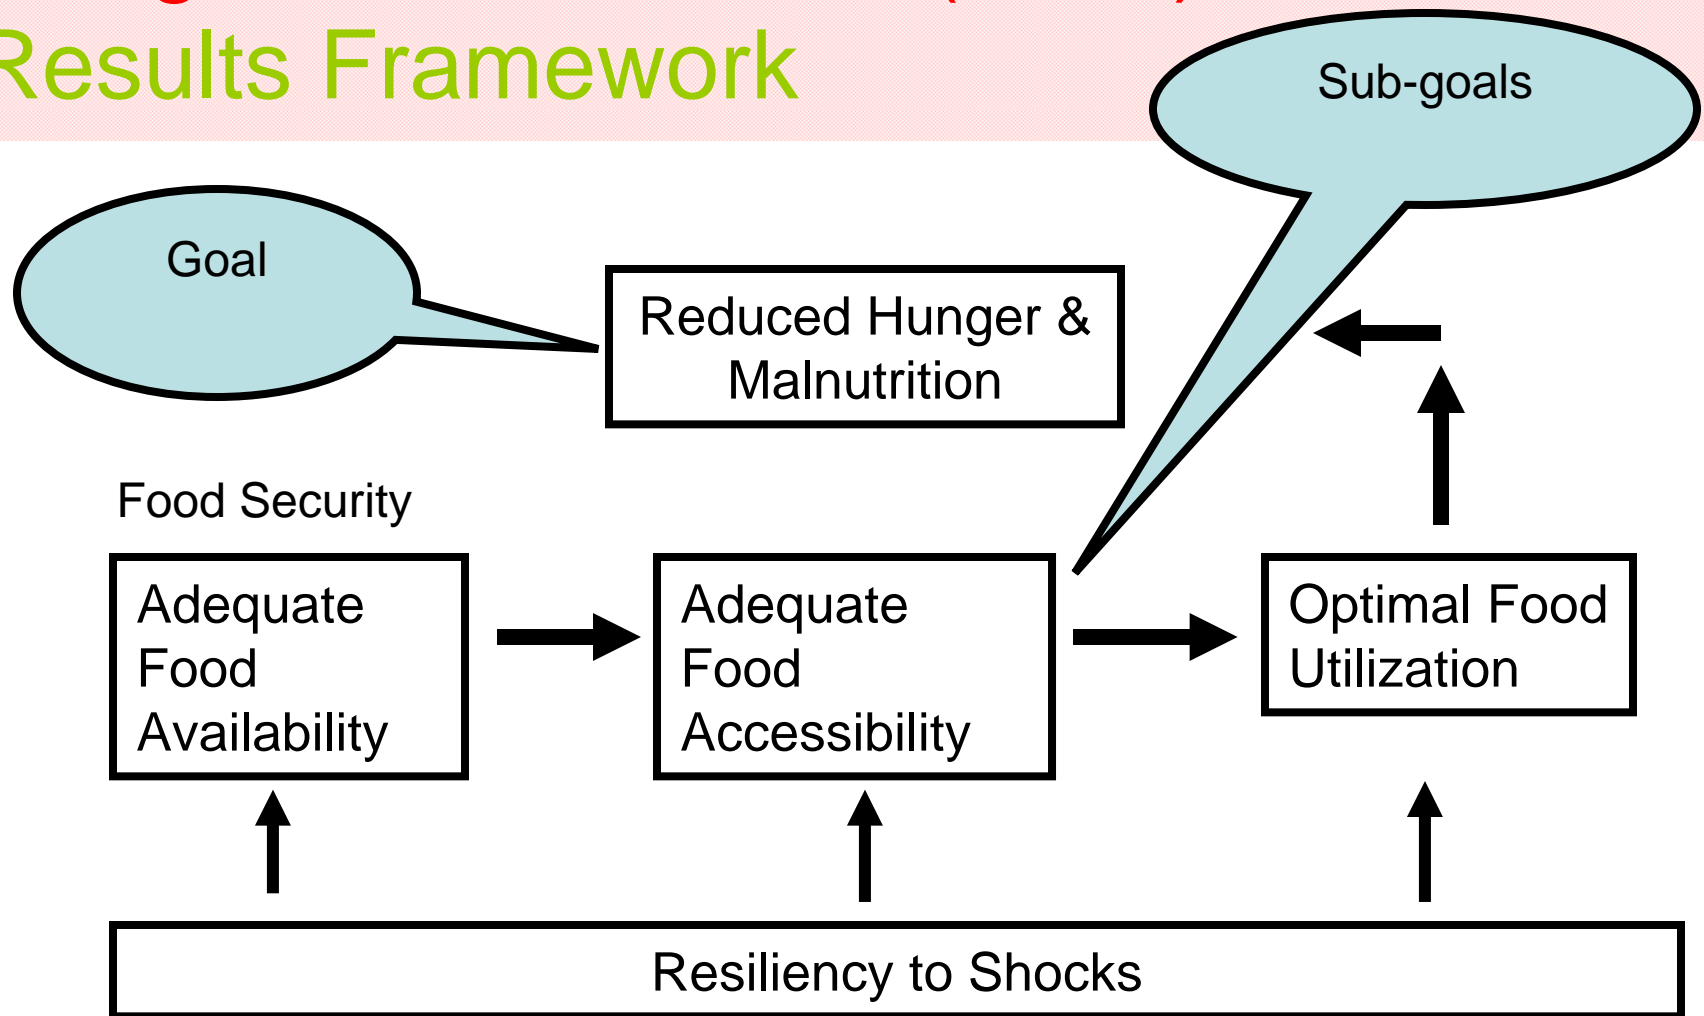 Results Framework
Sub-goals
Goal
Reduced Hunger &
Malnutrition
Food Security
Adequate
Food
Availability
Adequate
Food
Accessibility
Optimal Food
Utilization
Resiliency to Shocks